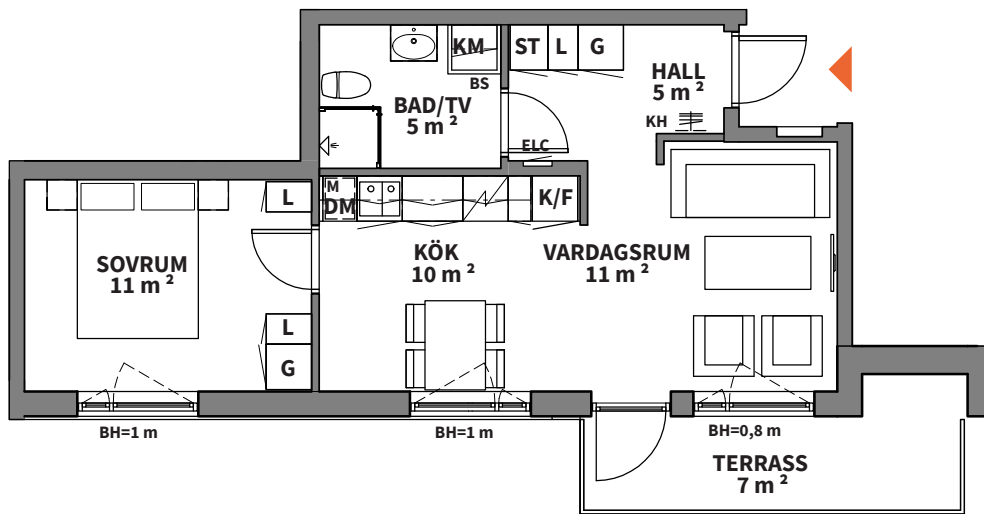 KM
ST
L
G
HALL
5 m ²
BS
BAD/TV
5 m ²
KH
ELC
M
DM
K/F
L
SOVRUM
11 m ²
KÖK
10 m ²
VARDAGSRUM
11 m ²
L
G
BH=1 m
BH=1 m
BH=0,8 m
TERRASS
7 m ²